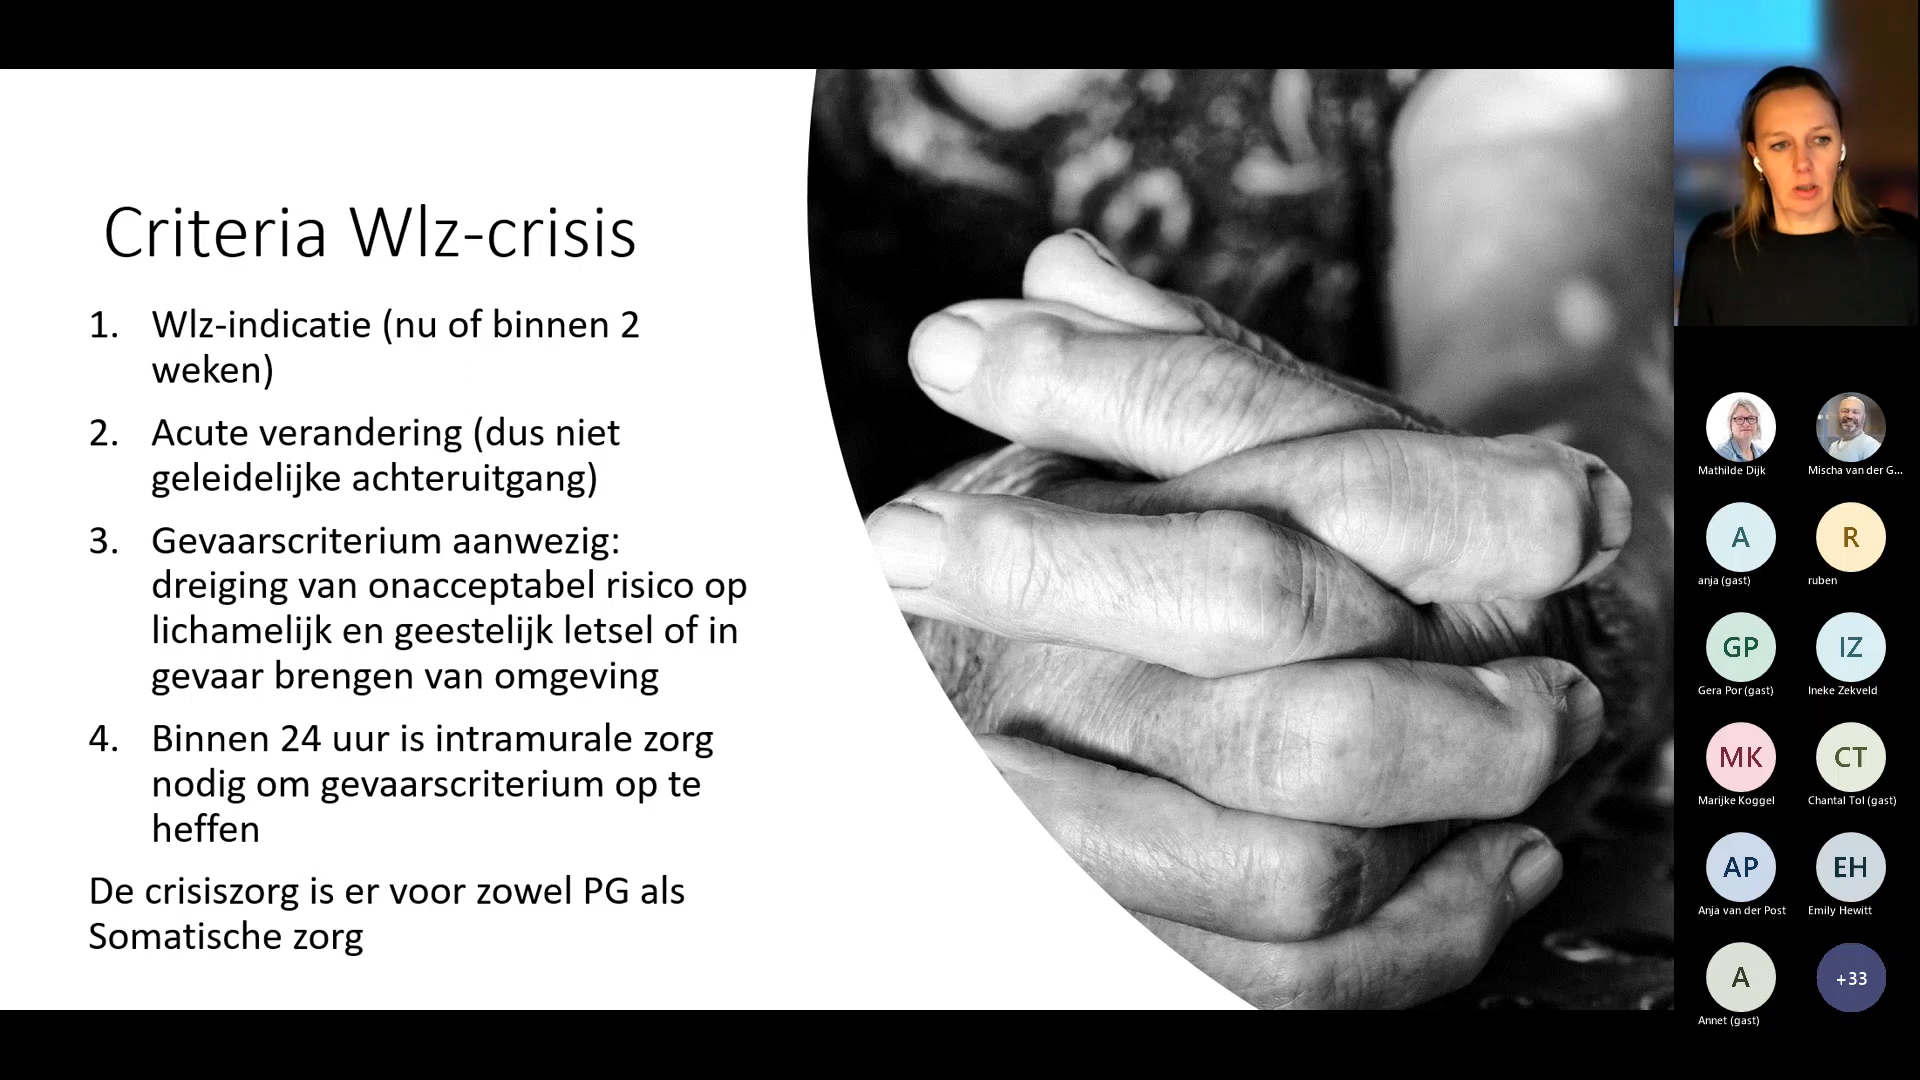 Criteria Wlz-crisis
1. Wlz-indicatie (nu of binnen 2
weken)
2. Acute verandering (dus niet
geleidelijke achteruitgang)
3. Gevaarscriterium aanwezig:
dreiging van onacceptabel risico op
lichamelijk en geestelijk letsel of in
gevaar brengen van omgeving
4. Binnen 24 uur is intramurale zorg
nodig om gevaarscriterium op te
heffen
De crisiszorg is er voor zowel PG als
Somatische zorg
Mathilde Dijk
Mischa van der G...
A
anja (gast)
R
ruben
GP
Gera Por (gast)
IZ
Ineke Zekveld
MK
Marijke Koggel
CT
Chantal Tol (gast)
AP
Anja van der Post
EH
Emily Hewitt
A
Annet (gast)
+33